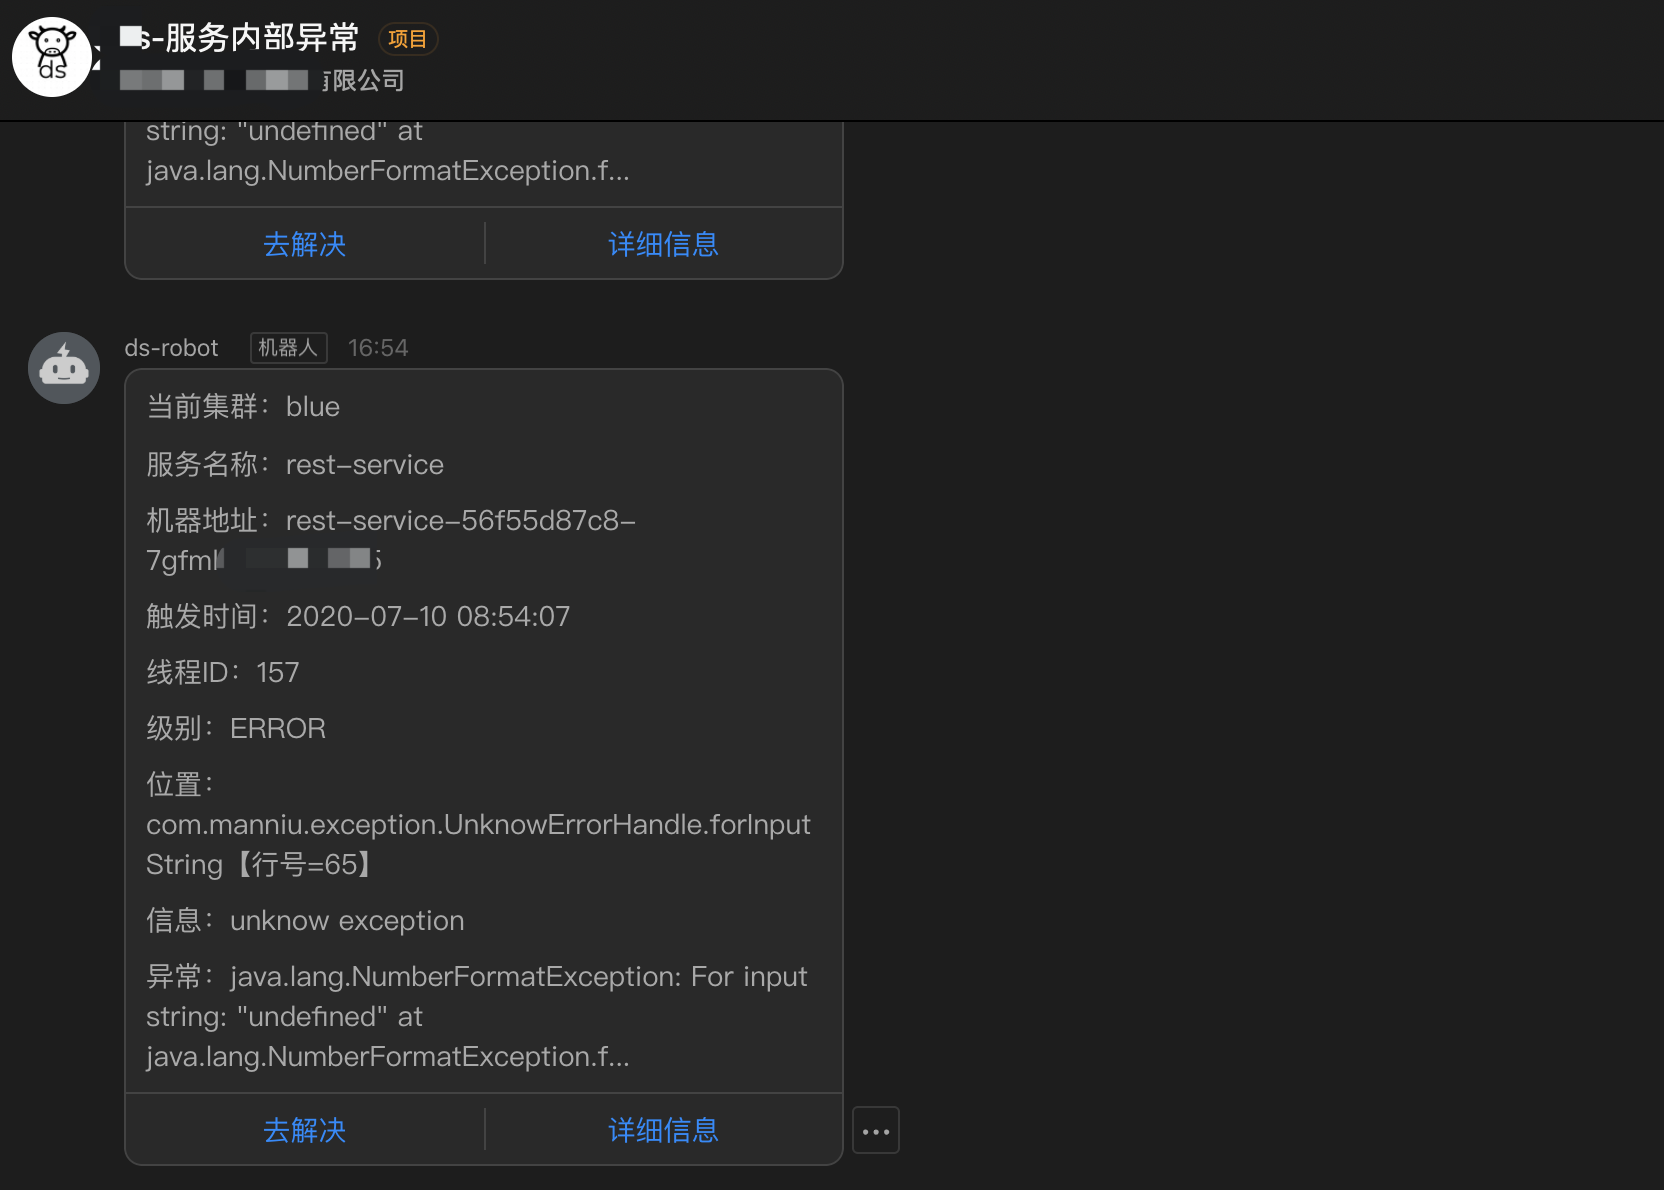 ds
s-服务内部异常 项目
限公司
string: "undefined" at
java.lang.NumberFormatException.f...
去解决 详细信息
ds-robot 机器人 16:54
当前集群：blue
服务名称：rest-service
机器地址：rest-service-56f55d87c8-
7gfml
触发时间：2020-07-10 08:54:07
线程ID：157
级别：ERROR
位置：
com.manniu.exception.UnknowErrorHandle.forInput
String【行号=65】
信息：unknow exception
异常：java.lang.NumberFormatException: For input
string: "undefined" at
java.lang.NumberFormatException.f...
去解决 详细信息